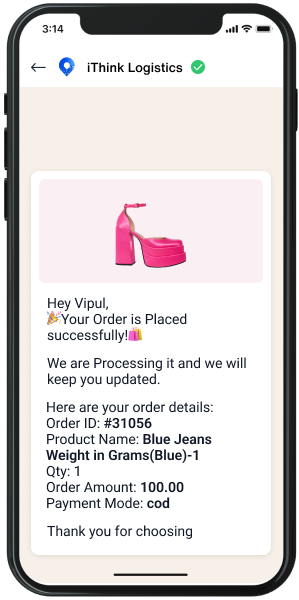 3:14
iThink Logistics
Hey Vipul,
🎉Your Order is Placed
successfully!🛍️
We are Processing it and we will
keep you updated.
Here are your order details:
Order ID: #31056
Product Name: Blue Jeans
Weight in Grams(Blue)-1
Qty: 1
Order Amount: 100.00
Payment Mode: cod
Thank you for choosing